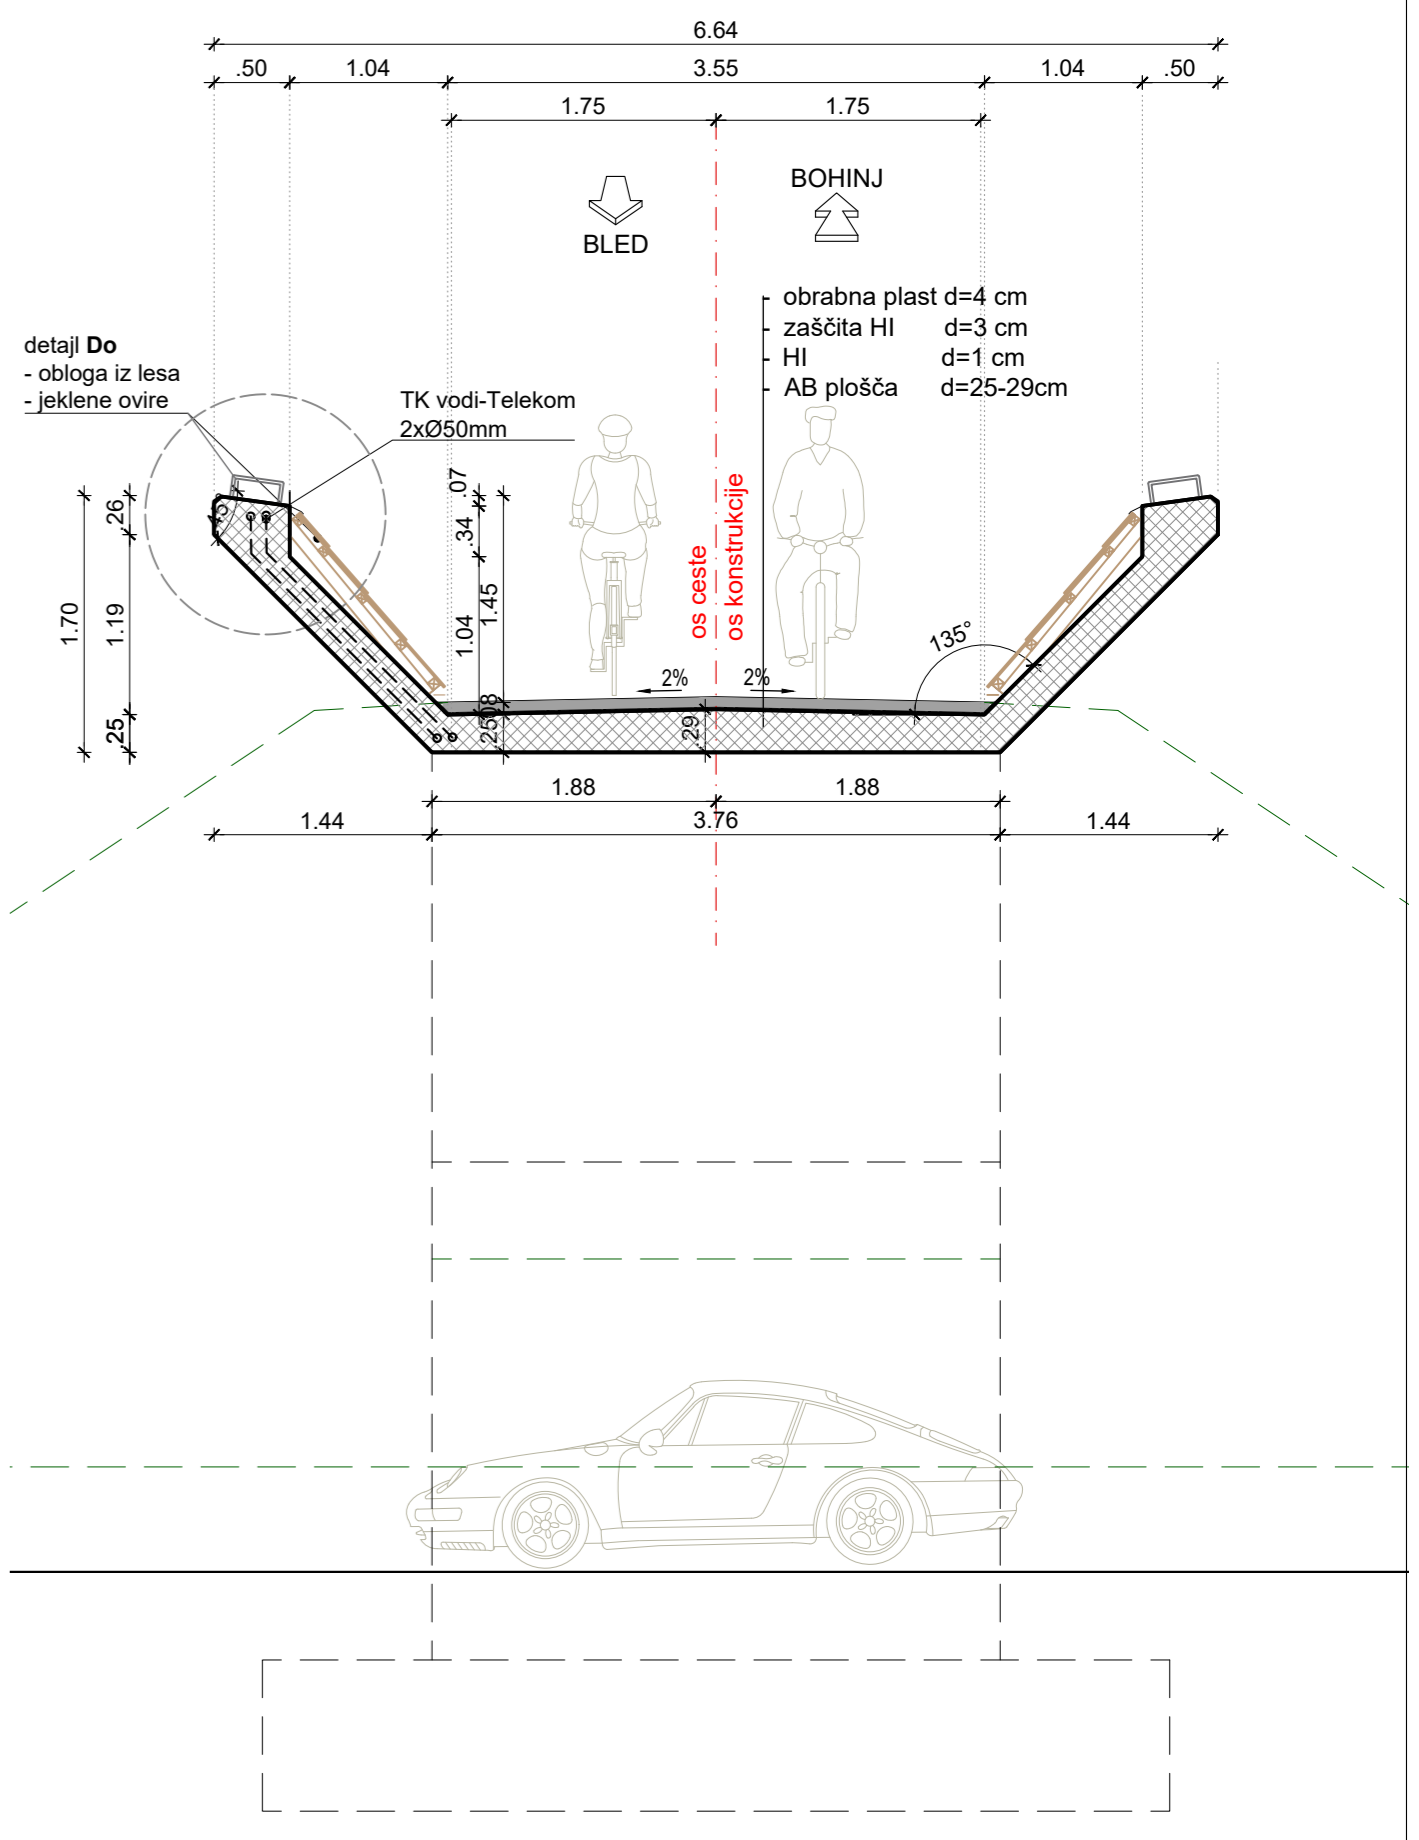 6.64
.50 1.04 3.55 1.04 .50
1.75 1.75
BOHINJ
BLED
obrabna plast d=4 cm
zaščita HI d=3 cm
HI d=1 cm
AB plošča d=25-29cm
detajl Do
- obloga iz lesa
- jeklene ovire
TK vodi-Telekom
2xØ50mm
1.70
.26
1.19
.25
.07
.34
1.04
1.45
.08
.25
.29
os ceste
os konstrukcije
2% 2%
135°
1.88 1.88
1.44 3.76 1.44